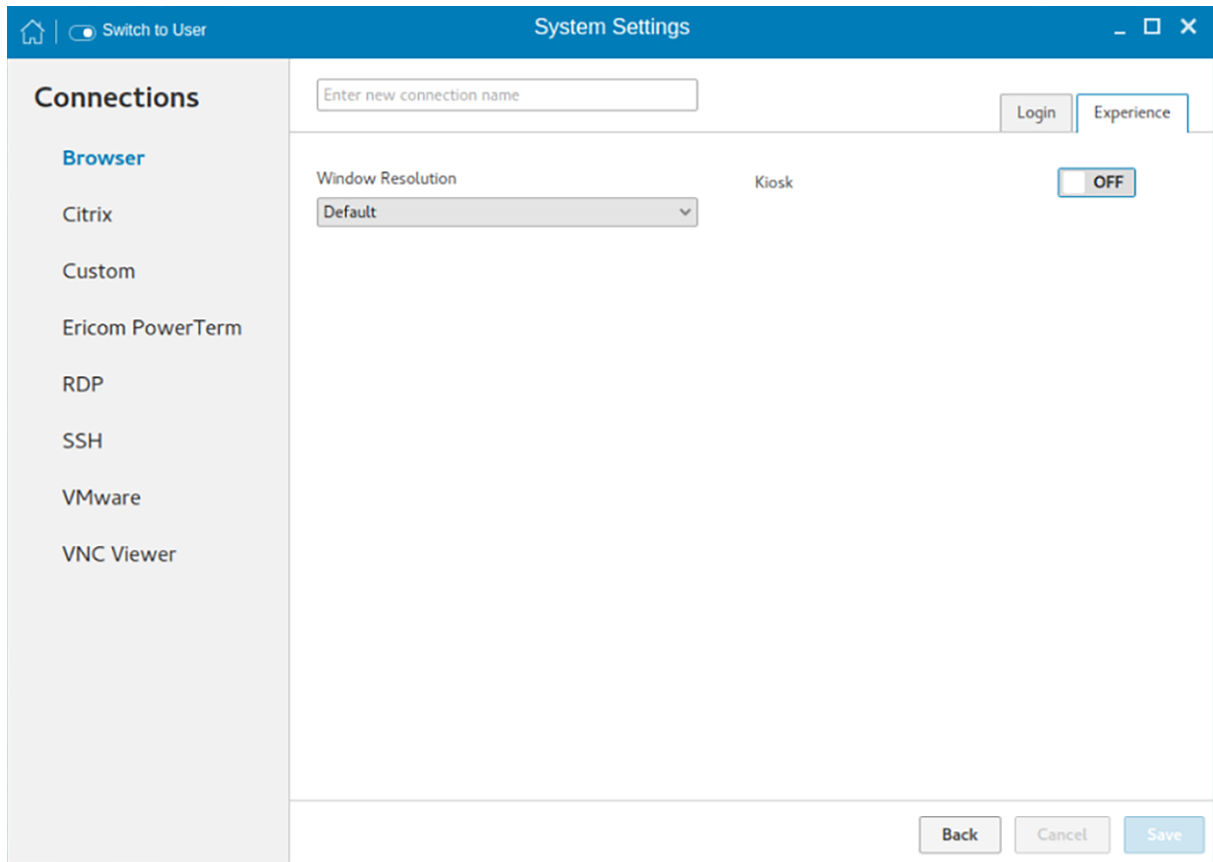 Switch to User
System Settings
Connections
Enter new connection name
Login
Experience
Browser
Window Resolution
Kiosk
OFF
Default
Citrix
Custom
Ericom PowerTerm
RDP
SSH
VMware
VNC Viewer
Back
Cancel
Save